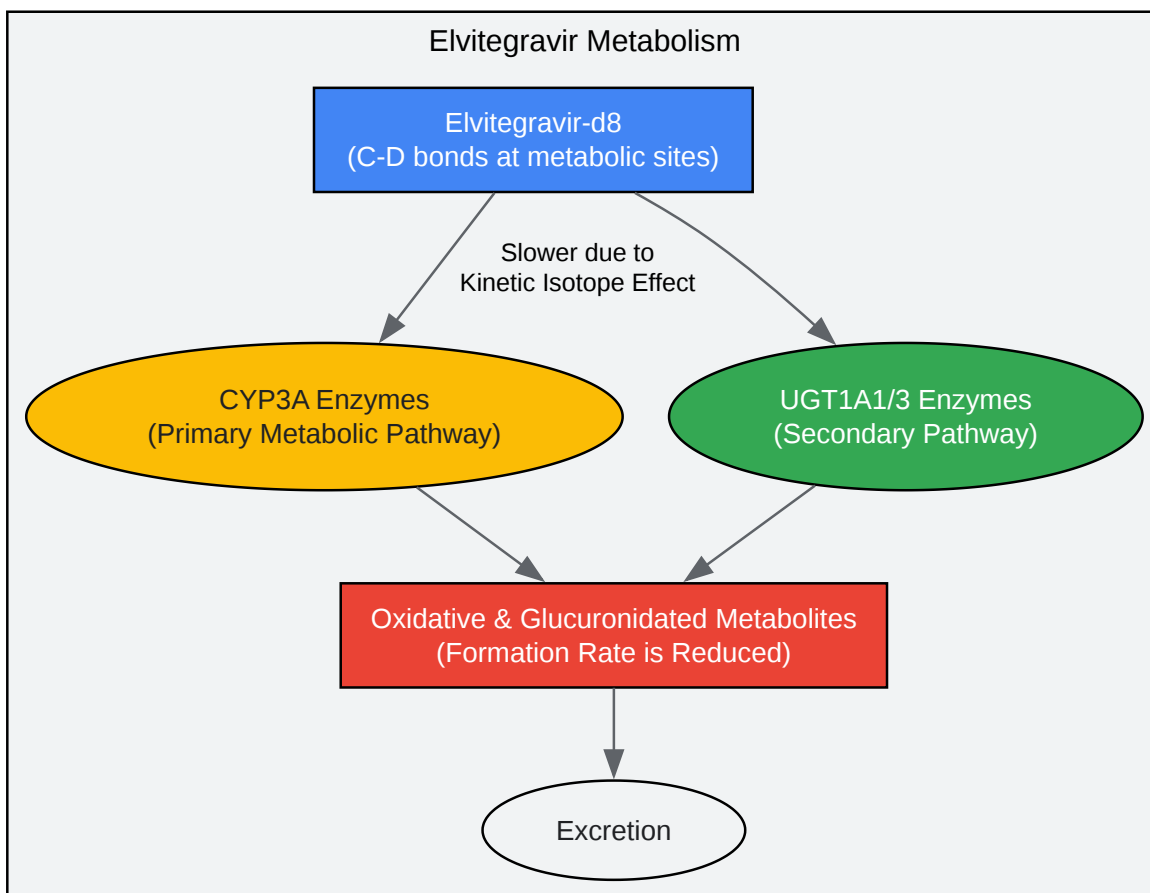 Elvitegravir Metabolism
Elvitegravir-d8
(C-D bonds at metabolic sites)
Slower due to
Kinetic Isotope Effect
CYP3A Enzymes
(Primary Metabolic Pathway)
UGT1A1/3 Enzymes
(Secondary Pathway)
Oxidative & Glucuronidated Metabolites
(Formation Rate is Reduced)
Excretion